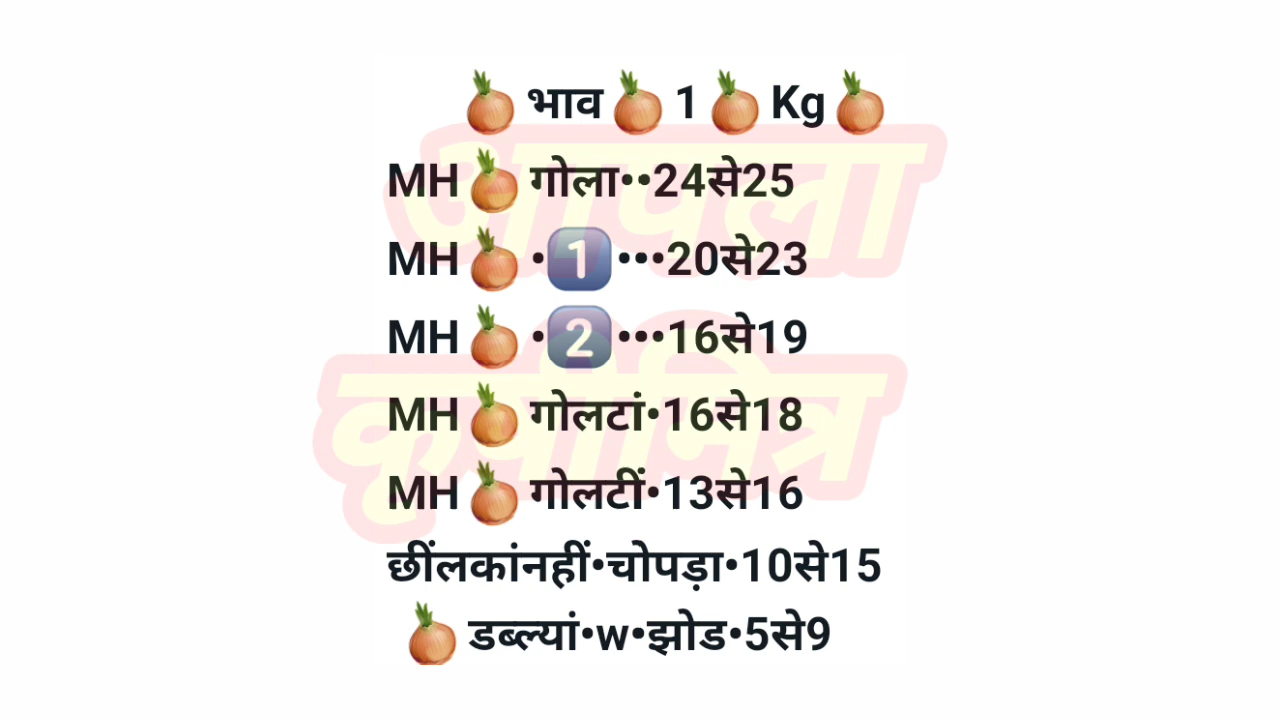 🧅 भाव 🧅 1 🧅 Kg 🧅
MH 🧅 गोला••24से25
MH 🧅 •1️⃣•••20से23
MH 🧅 •2️⃣•••16से19
MH 🧅 गोलटां•16से18
MH 🧅 गोलटीं•13से16
छींलकांनहीं•चोपड़ा•10से15
🧅 डब्ल्यां•w•झोड•5से9
आपला
कृषीमित्र